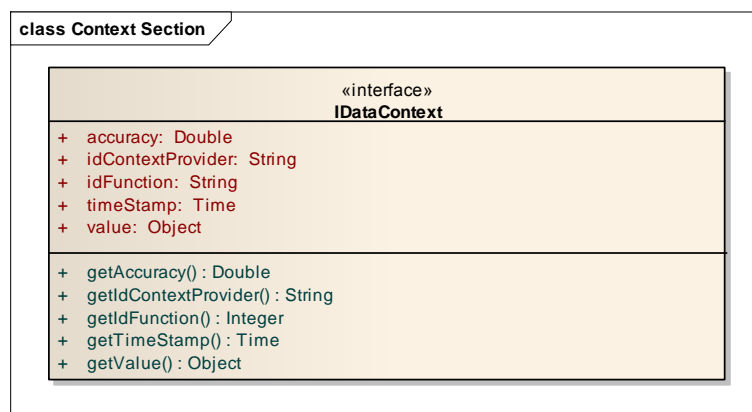 class Context Section
«interface»
IDataContext
+ accuracy: Double
+ idContextProvider: String
+ idFunction: String
+ timeStamp: Time
+ value: Object
+ getAccuracy() : Double
+ getIdContextProvider() : String
+ getIdFunction() : Integer
+ getTimeStamp() : Time
+ getValue() : Object